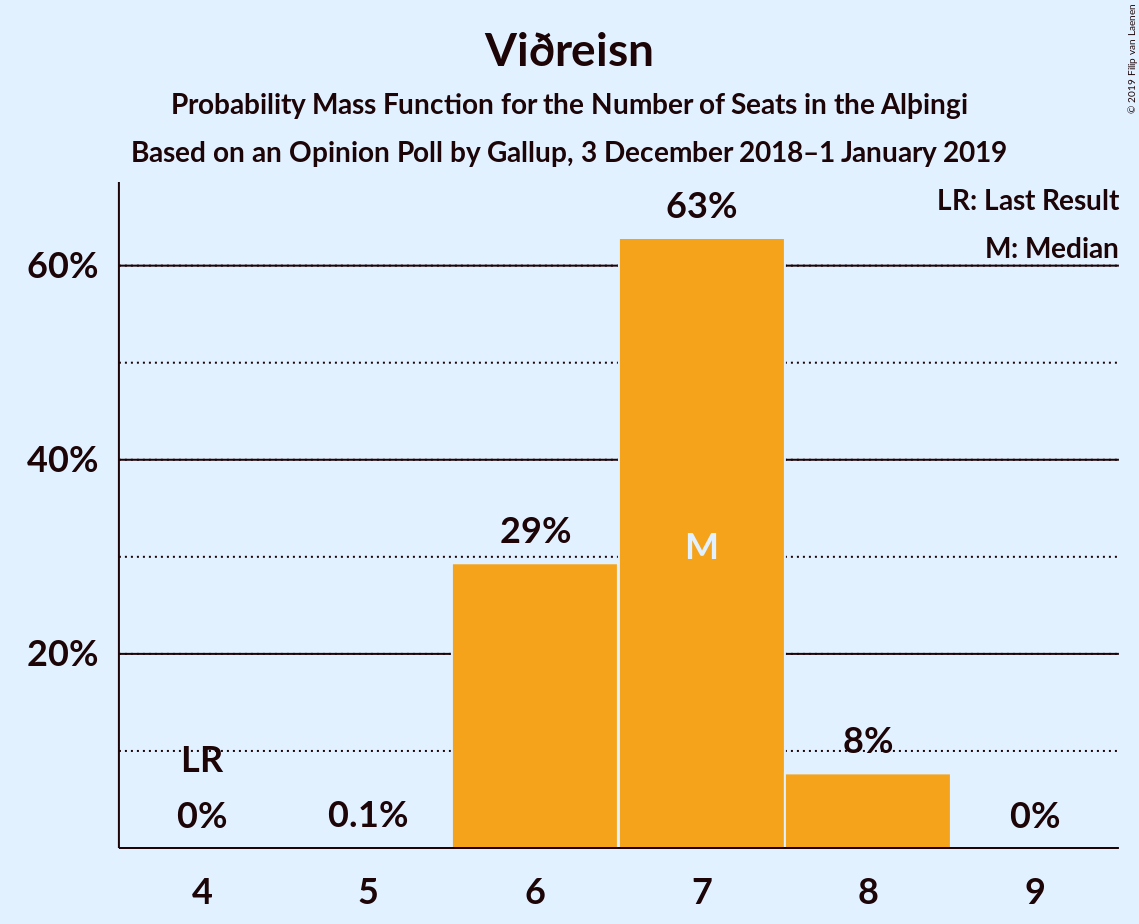 Viðreisn
Probability Mass Function for the Number of Seats in the Alþingi
Based on an Opinion Poll by Gallup, 3 December 2018–1 January 2019
© 2019 Filip van Laenen
LR: Last Result
M: Median
60%
40%
20%
LR
0%
0.1%
29%
63%
M
8%
0%
4
5
6
7
8
9